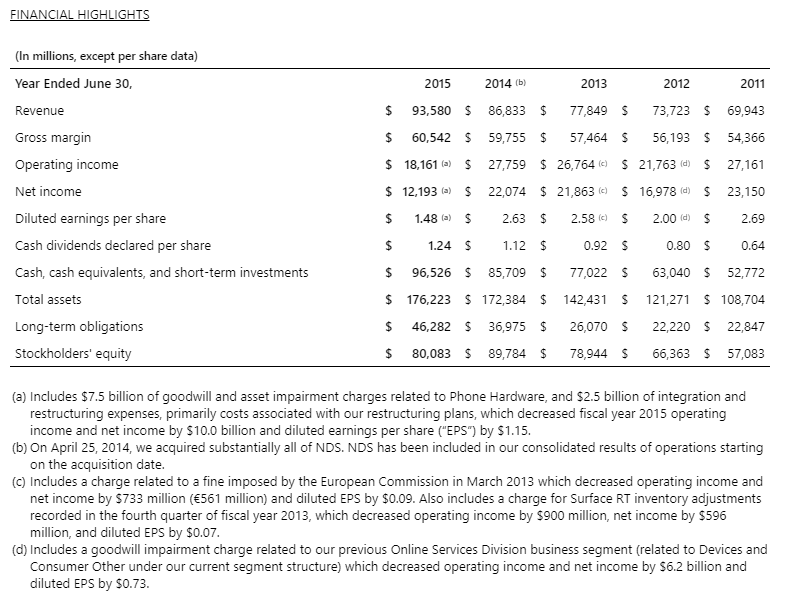 FINANCIAL HIGHLIGHTS
(In millions, except per share data)
Year Ended June 30, 2015 2014 (b) 2013 2012 2011
Revenue $ 93,580 $ 86,833 $ 77,849 $ 73,723 $ 69,943
Gross margin $ 60,542 $ 59,755 $ 57,464 $ 56,193 $ 54,366
Operating income $ 18,161 (a) $ 27,759 $ 26,764 (c) $ 21,763 (d) $ 27,161
Net income $ 12,193 (a) $ 22,074 $ 21,863 (c) $ 16,978 (d) $ 23,150
Diluted earnings per share $ 1.48 (a) $ 2.63 $ 2.58 (c) $ 2.00 (d) $ 2.69
Cash dividends declared per share $ 1.24 $ 1.12 $ 0.92 $ 0.80 $ 0.64
Cash, cash equivalents, and short-term investments $ 96,526 $ 85,709 $ 77,022 $ 63,040 $ 52,772
Total assets $ 176,223 $ 172,384 $ 142,431 $ 121,271 $ 108,704
Long-term obligations $ 46,282 $ 36,975 $ 26,070 $ 22,220 $ 22,847
Stockholders' equity $ 80,083 $ 89,784 $ 78,944 $ 66,363 $ 57,083
(a) Includes $7.5 billion of goodwill and asset impairment charges related to Phone Hardware, and $2.5 billion of integration and
restructuring expenses, primarily costs associated with our restructuring plans, which decreased fiscal year 2015 operating
income and net income by $10.0 billion and diluted earnings per share ("EPS") by $1.15.
(b) On April 25, 2014, we acquired substantially all of NDS. NDS has been included in our consolidated results of operations starting
on the acquisition date.
(c) Includes a charge related to a fine imposed by the European Commission in March 2013 which decreased operating income and
net income by $733 million (€561 million) and diluted EPS by $0.09. Also includes a charge for Surface RT inventory adjustments
recorded in the fourth quarter of fiscal year 2013, which decreased operating income by $900 million, net income by $596
million, and diluted EPS by $0.07.
(d) Includes a goodwill impairment charge related to our previous Online Services Division business segment (related to Devices and
Consumer Other under our current segment structure) which decreased operating income and net income by $6.2 billion and
diluted EPS by $0.73.